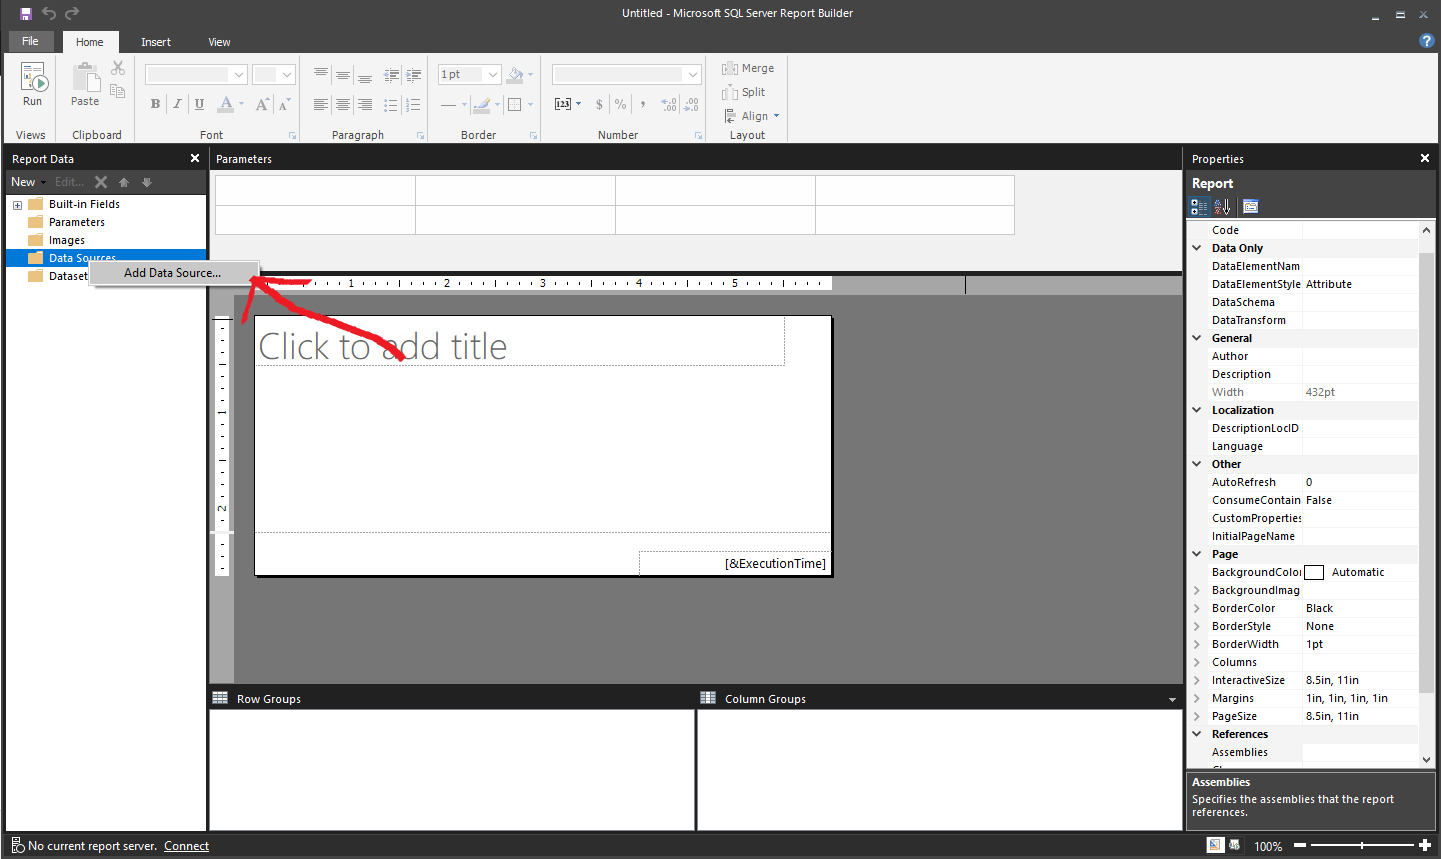 Untitled - Microsoft SQL Server Report Builder
File Home Insert View
Run
Paste
1 pt
B I U A A A
123 $ % ,
Merge
Split
Align
Views Clipboard Font Paragraph Border Number Layout
Report Data
New Edit...
Built-in Fields
Parameters
Images
Data Sources
Dataset
Add Data Source...
Parameters
1 2 3 4 5
1
2
Click to add title
[&ExecutionTime]
Row Groups
Column Groups
Properties
Report
Code
Data Only
DataElementNam
DataElementStyle Attribute
DataSchema
DataTransform
General
Author
Description
Width 432pt
Localization
DescriptionLocID
Language
Other
AutoRefresh 0
ConsumeContain False
CustomProperties
InitialPageName
Page
BackgroundColor Automatic
BackgroundImag
BorderColor Black
BorderStyle None
BorderWidth 1pt
Columns
InteractiveSize 8.5in, 11in
Margins 1in, 1in, 1in, 1in
PageSize 8.5in, 11in
References
Assemblies
Assemblies
Specifies the assemblies that the report
references.
No current report server. Connect
100%